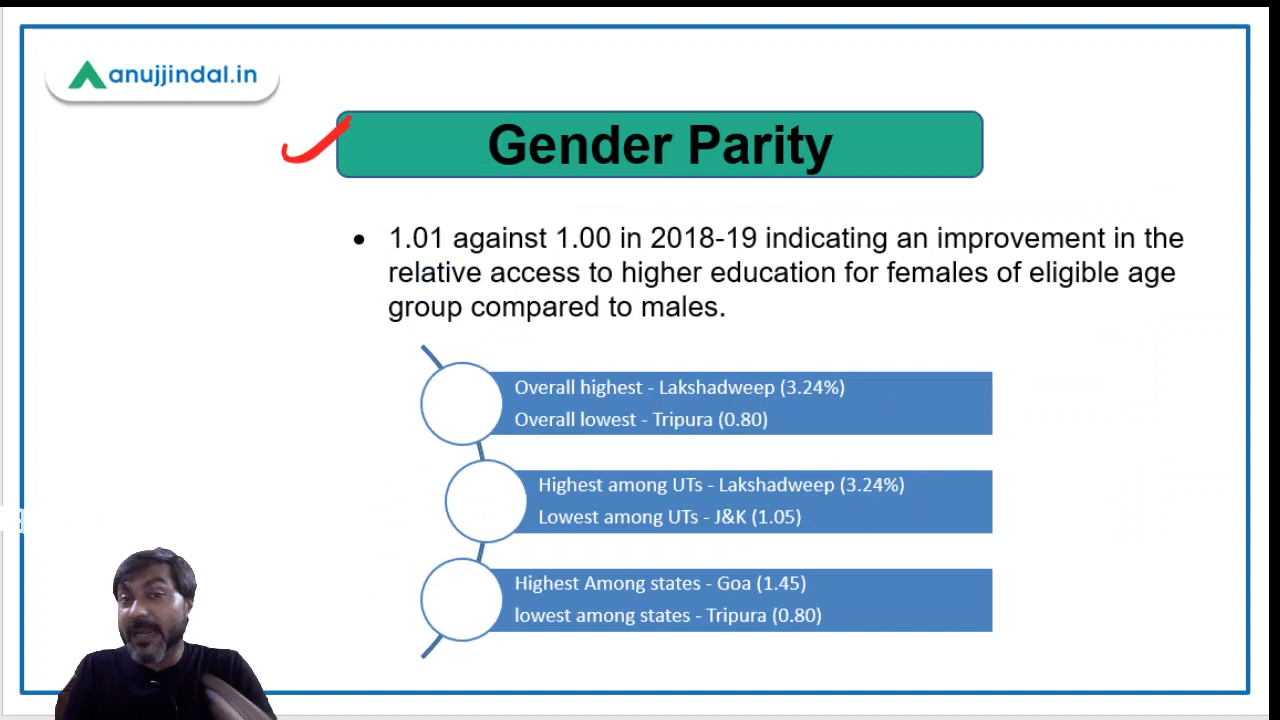 anujjindal.in
Gender Parity
• 1.01 against 1.00 in 2018-19 indicating an improvement in the
relative access to higher education for females of eligible age
group compared to males.
Overall highest - Lakshadweep (3.24%)
Overall lowest - Tripura (0.80)
Highest among UTs - Lakshadweep (3.24%)
Lowest among UTs - J&K (1.05)
Highest Among states - Goa (1.45)
lowest among states - Tripura (0.80)